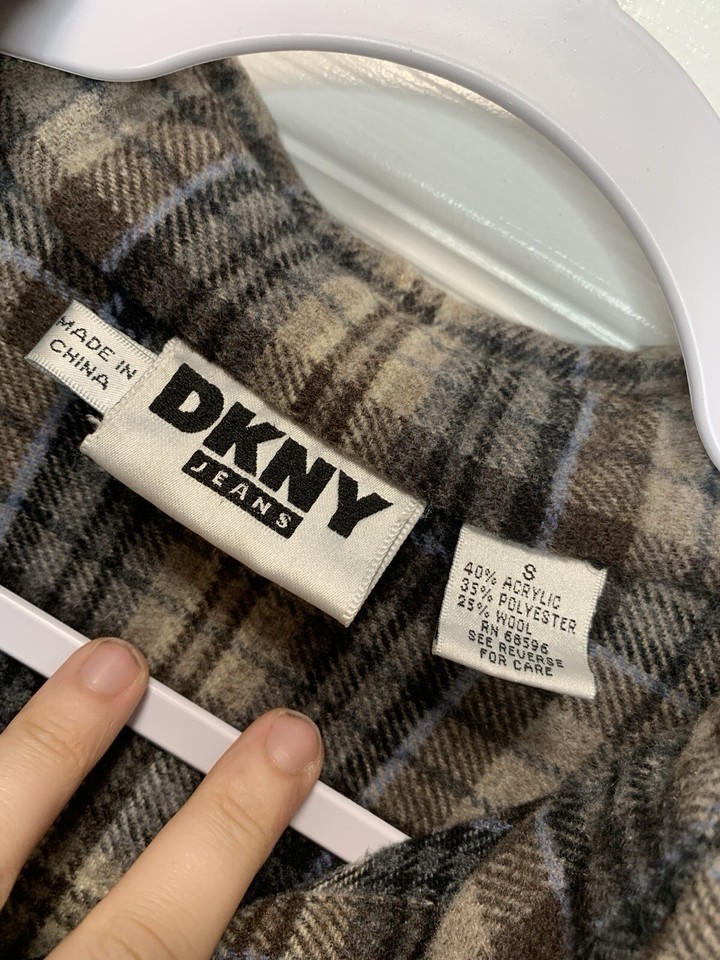 MADE IN
CHINA
DKNY
JEANS
S
40% ACRYLIC
35% POLYESTER
25% WOOL
RN 68596
SEE REVERSE
FOR CARE